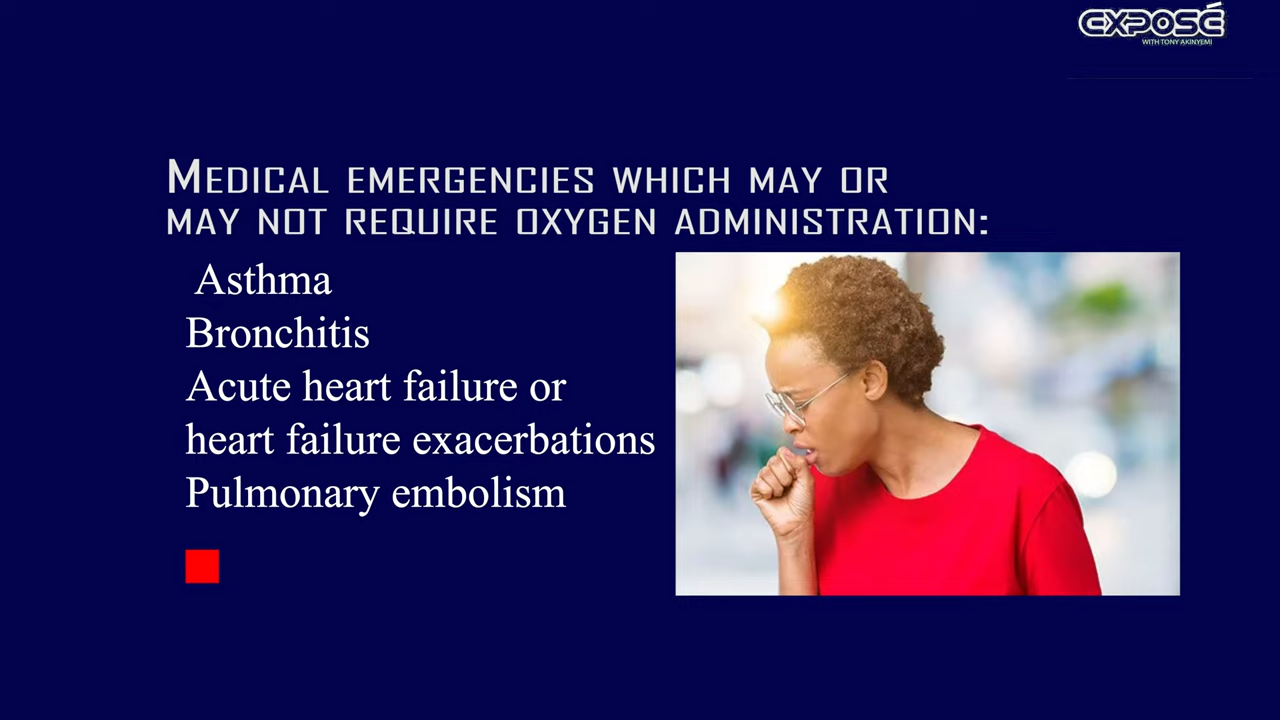 EXPOSÉ
WITH TONY AKINYEMI
MEDICAL EMERGENCIES WHICH MAY OR
MAY NOT REQUIRE OXYGEN ADMINISTRATION:
Asthma
Bronchitis
Acute heart failure or
heart failure exacerbations
Pulmonary embolism